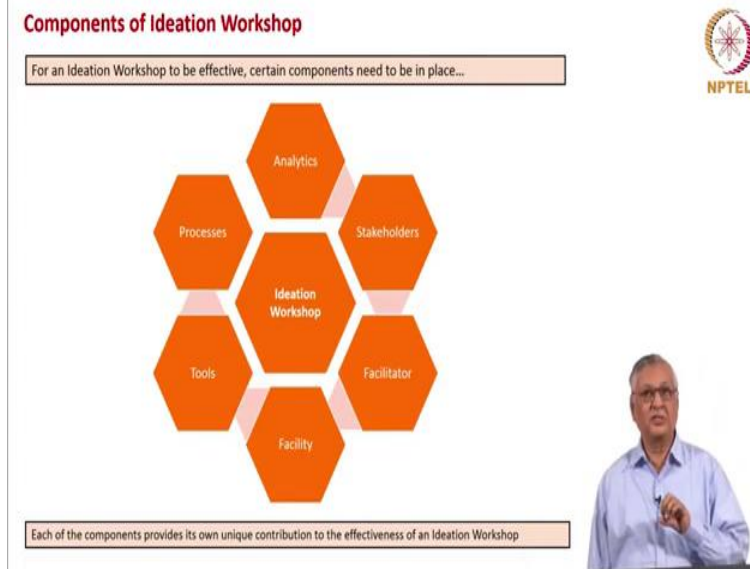 Components of Ideation Workshop
NPTEL
For an Ideation Workshop to be effective, certain components need to be in place...
Analytics
Processes
Stakeholders
Ideation
Workshop
Tools
Facilitator
Facility
Each of the components provides its own unique contribution to the effectiveness of an Ideation Workshop